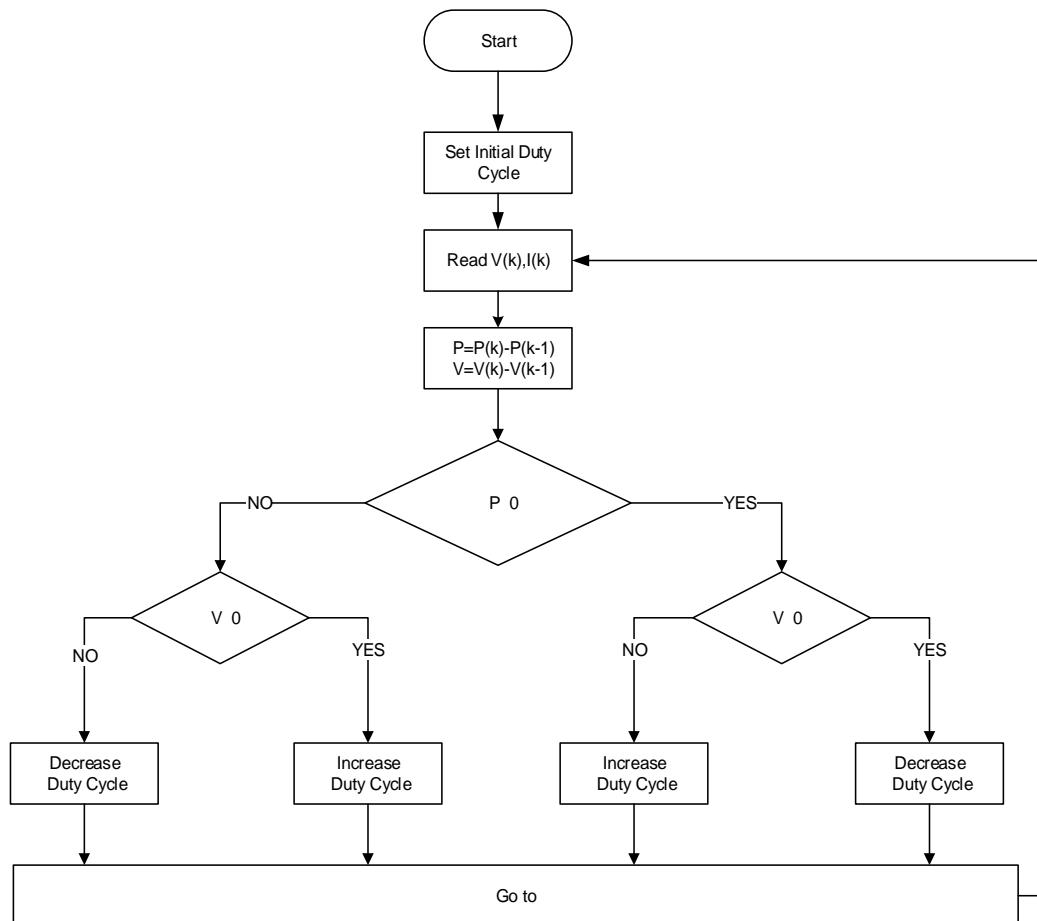 Start
Set Initial Duty
Cycle
Read V(k),I(k)
P=P(k)-P(k-1)
V=V(k)-V(k-1)
P 0
NO
YES
V 0
V 0
NO
YES
NO
YES
Decrease
Duty Cycle
Increase
Duty Cycle
Increase
Duty Cycle
Decrease
Duty Cycle
Go to